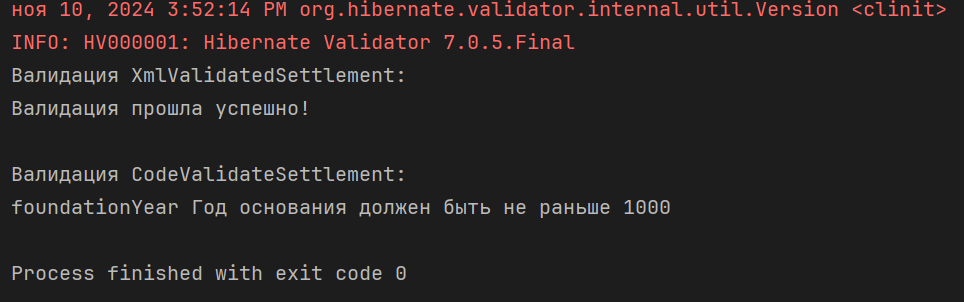 ноя 10, 2024 3:52:14 PM org.hibernate.validator.internal.util.Version <clinit>
INFO: HV000001: Hibernate Validator 7.0.5.Final
Валидация XmlValidatedSettlement:
Валидация прошла успешно!
Валидация CodeValidateSettlement:
foundationYear Год основания должен быть не раньше 1000
Process finished with exit code 0